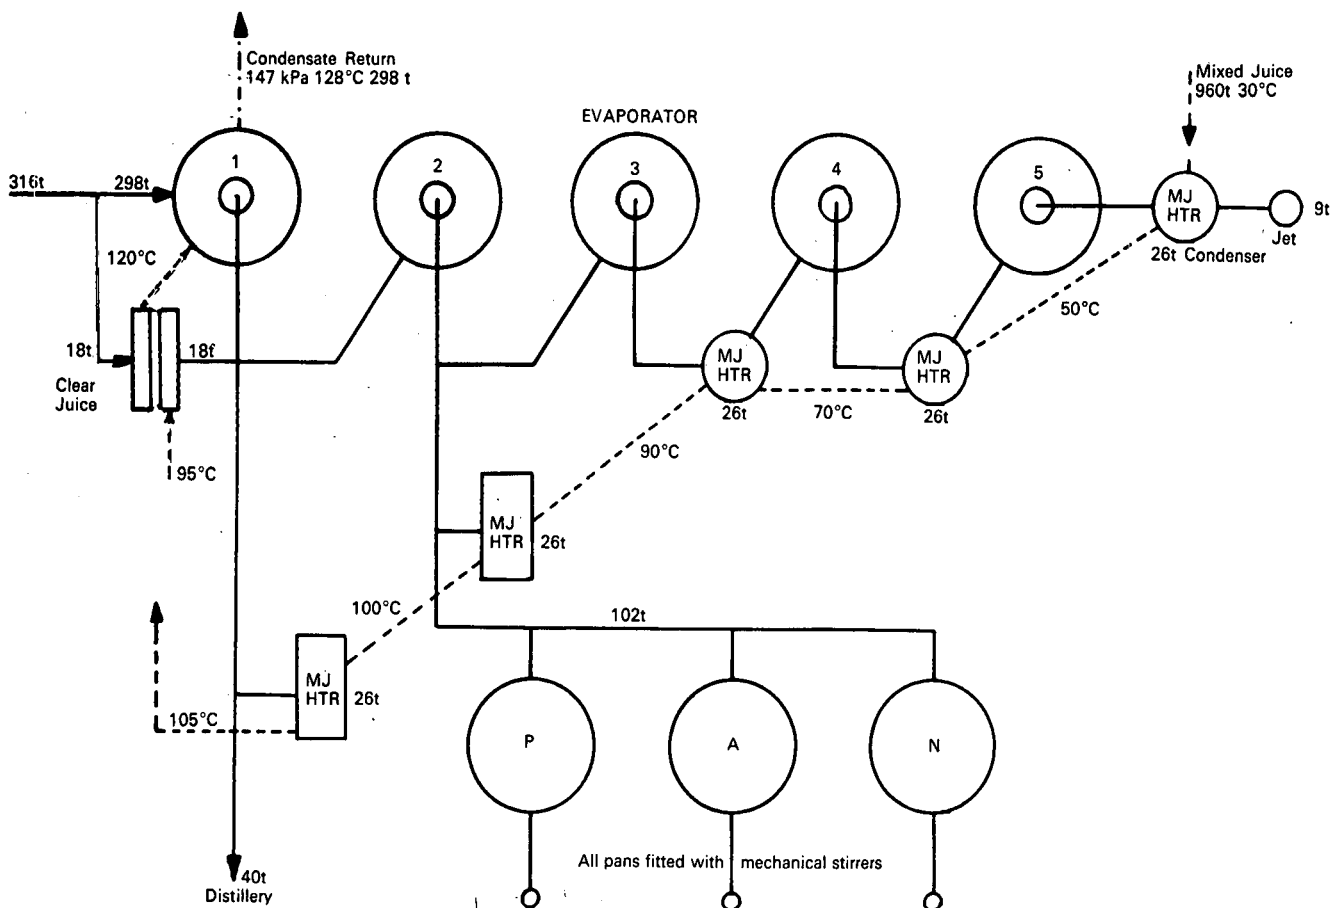 Condensate Return
147 kPa 128°C 298 t
Mixed Juice
960t 30°C
EVAPORATOR
1
2
3
4
5
316t
298t
MJ
HTR
9t
Jet
26t Condenser
120°C
50°C
18t
18t
Clear
Juice
MJ
HTR
26t
70°C
MJ
HTR
26t
90°C
95°C
MJ
HTR
26t
100°C
102t
MJ
HTR
26t
105°C
P
A
N
All pans fitted with mechanical stirrers
40t
Distillery